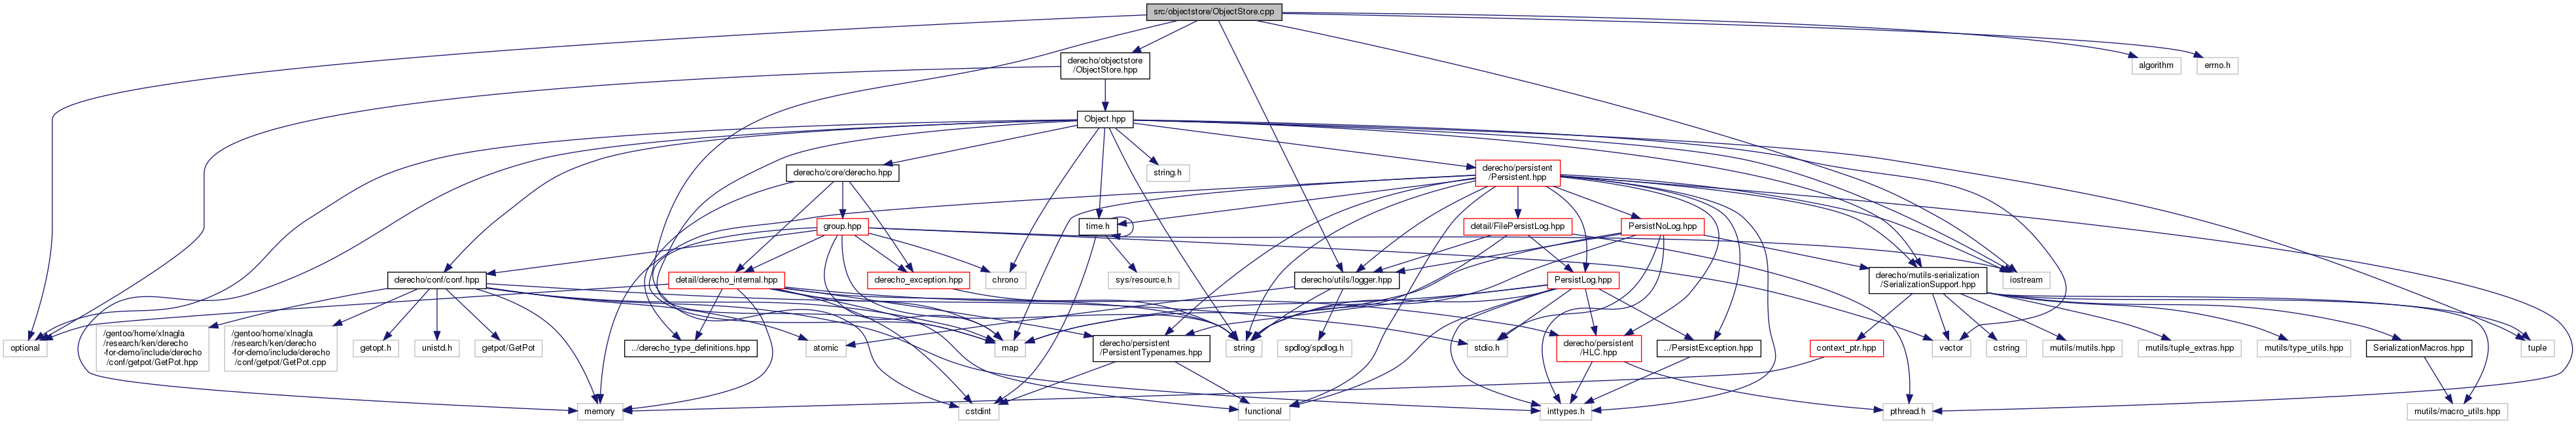 src/objectstore/ObjectStore.cpp
derecho/objectstore
/ObjectStore.hpp
algorithm
errno.h
Object.hpp
derecho/core/derecho.hpp
string.h
derecho/persistent
/Persistent.hpp
group.hpp
time.h
detail/FilePersistLog.hpp
PersistNoLog.hpp
derecho/conf/conf.hpp
detail/derecho_internal.hpp
derecho_exception.hpp
chrono
sys/resource.h
derecho/utils/logger.hpp
PersistLog.hpp
derecho/mutils-serialization
/SerializationSupport.hpp
iostream
optional
/gentoo/home/xlnagla
/research/ken/derecho
-for-demo/include/derecho
/conf/getpot/GetPot.hpp
/gentoo/home/xlnagla
/research/ken/derecho
-for-demo/include/derecho
/conf/getpot/GetPot.cpp
getopt.h
unistd.h
getpot/GetPot
../derecho_type_definitions.hpp
atomic
map
derecho/persistent
/PersistentTypenames.hpp
string
spdlog/spdlog.h
stdio.h
derecho/persistent
/HLC.hpp
../PersistException.hpp
context_ptr.hpp
vector
cstring
mutils/mutils.hpp
mutils/tuple_extras.hpp
mutils/type_utils.hpp
SerializationMacros.hpp
tuple
memory
cstdint
functional
inttypes.h
pthread.h
mutils/macro_utils.hpp